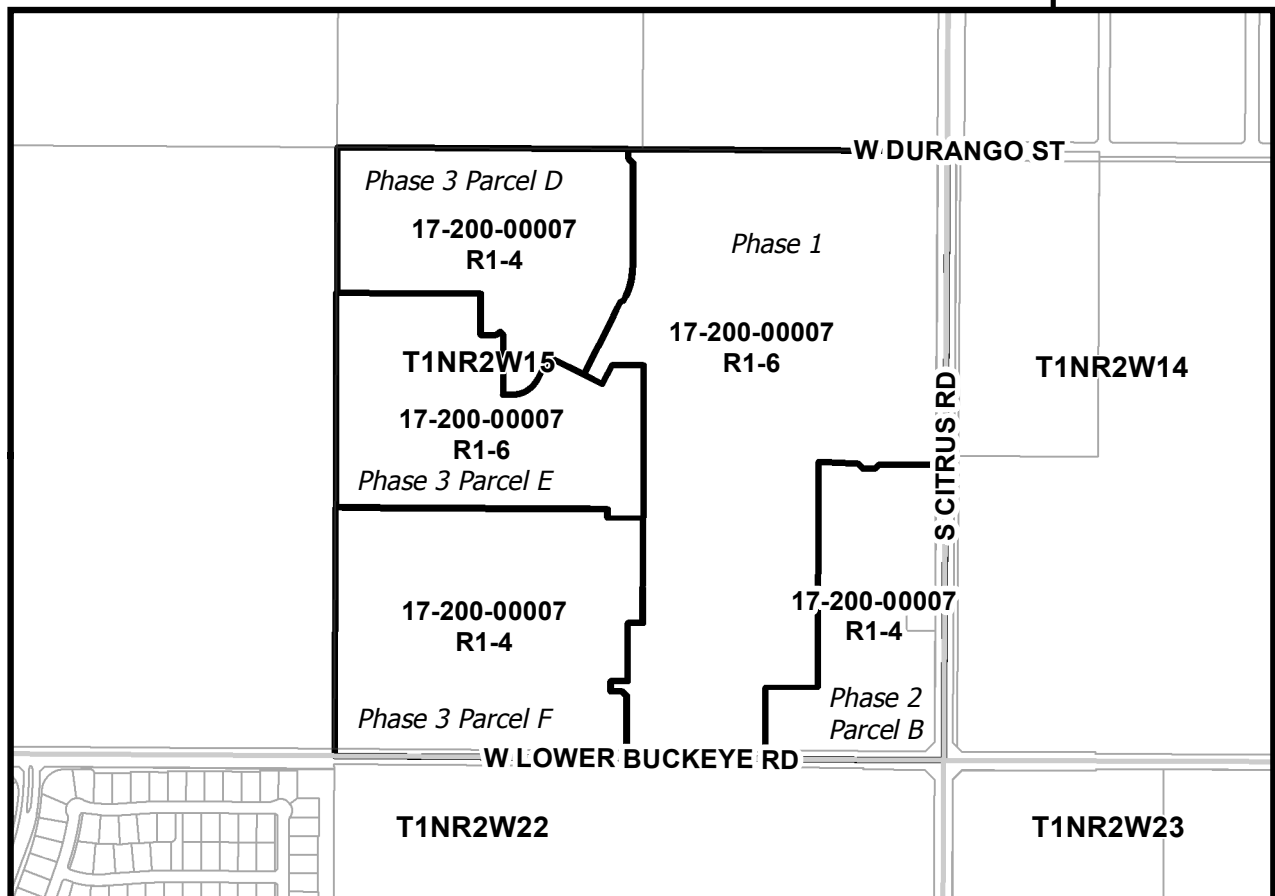 W DURANGO ST
Phase 3 Parcel D
17-200-00007
R1-4
Phase 1
17-200-00007
R1-6
T1NR2W15
T1NR2W14
17-200-00007
R1-6
Phase 3 Parcel E
S CITRUS RD
17-200-00007
R1-4
17-200-00007
R1-4
Phase 2
Parcel B
Phase 3 Parcel F
W LOWER BUCKEYE RD
T1NR2W22
T1NR2W23